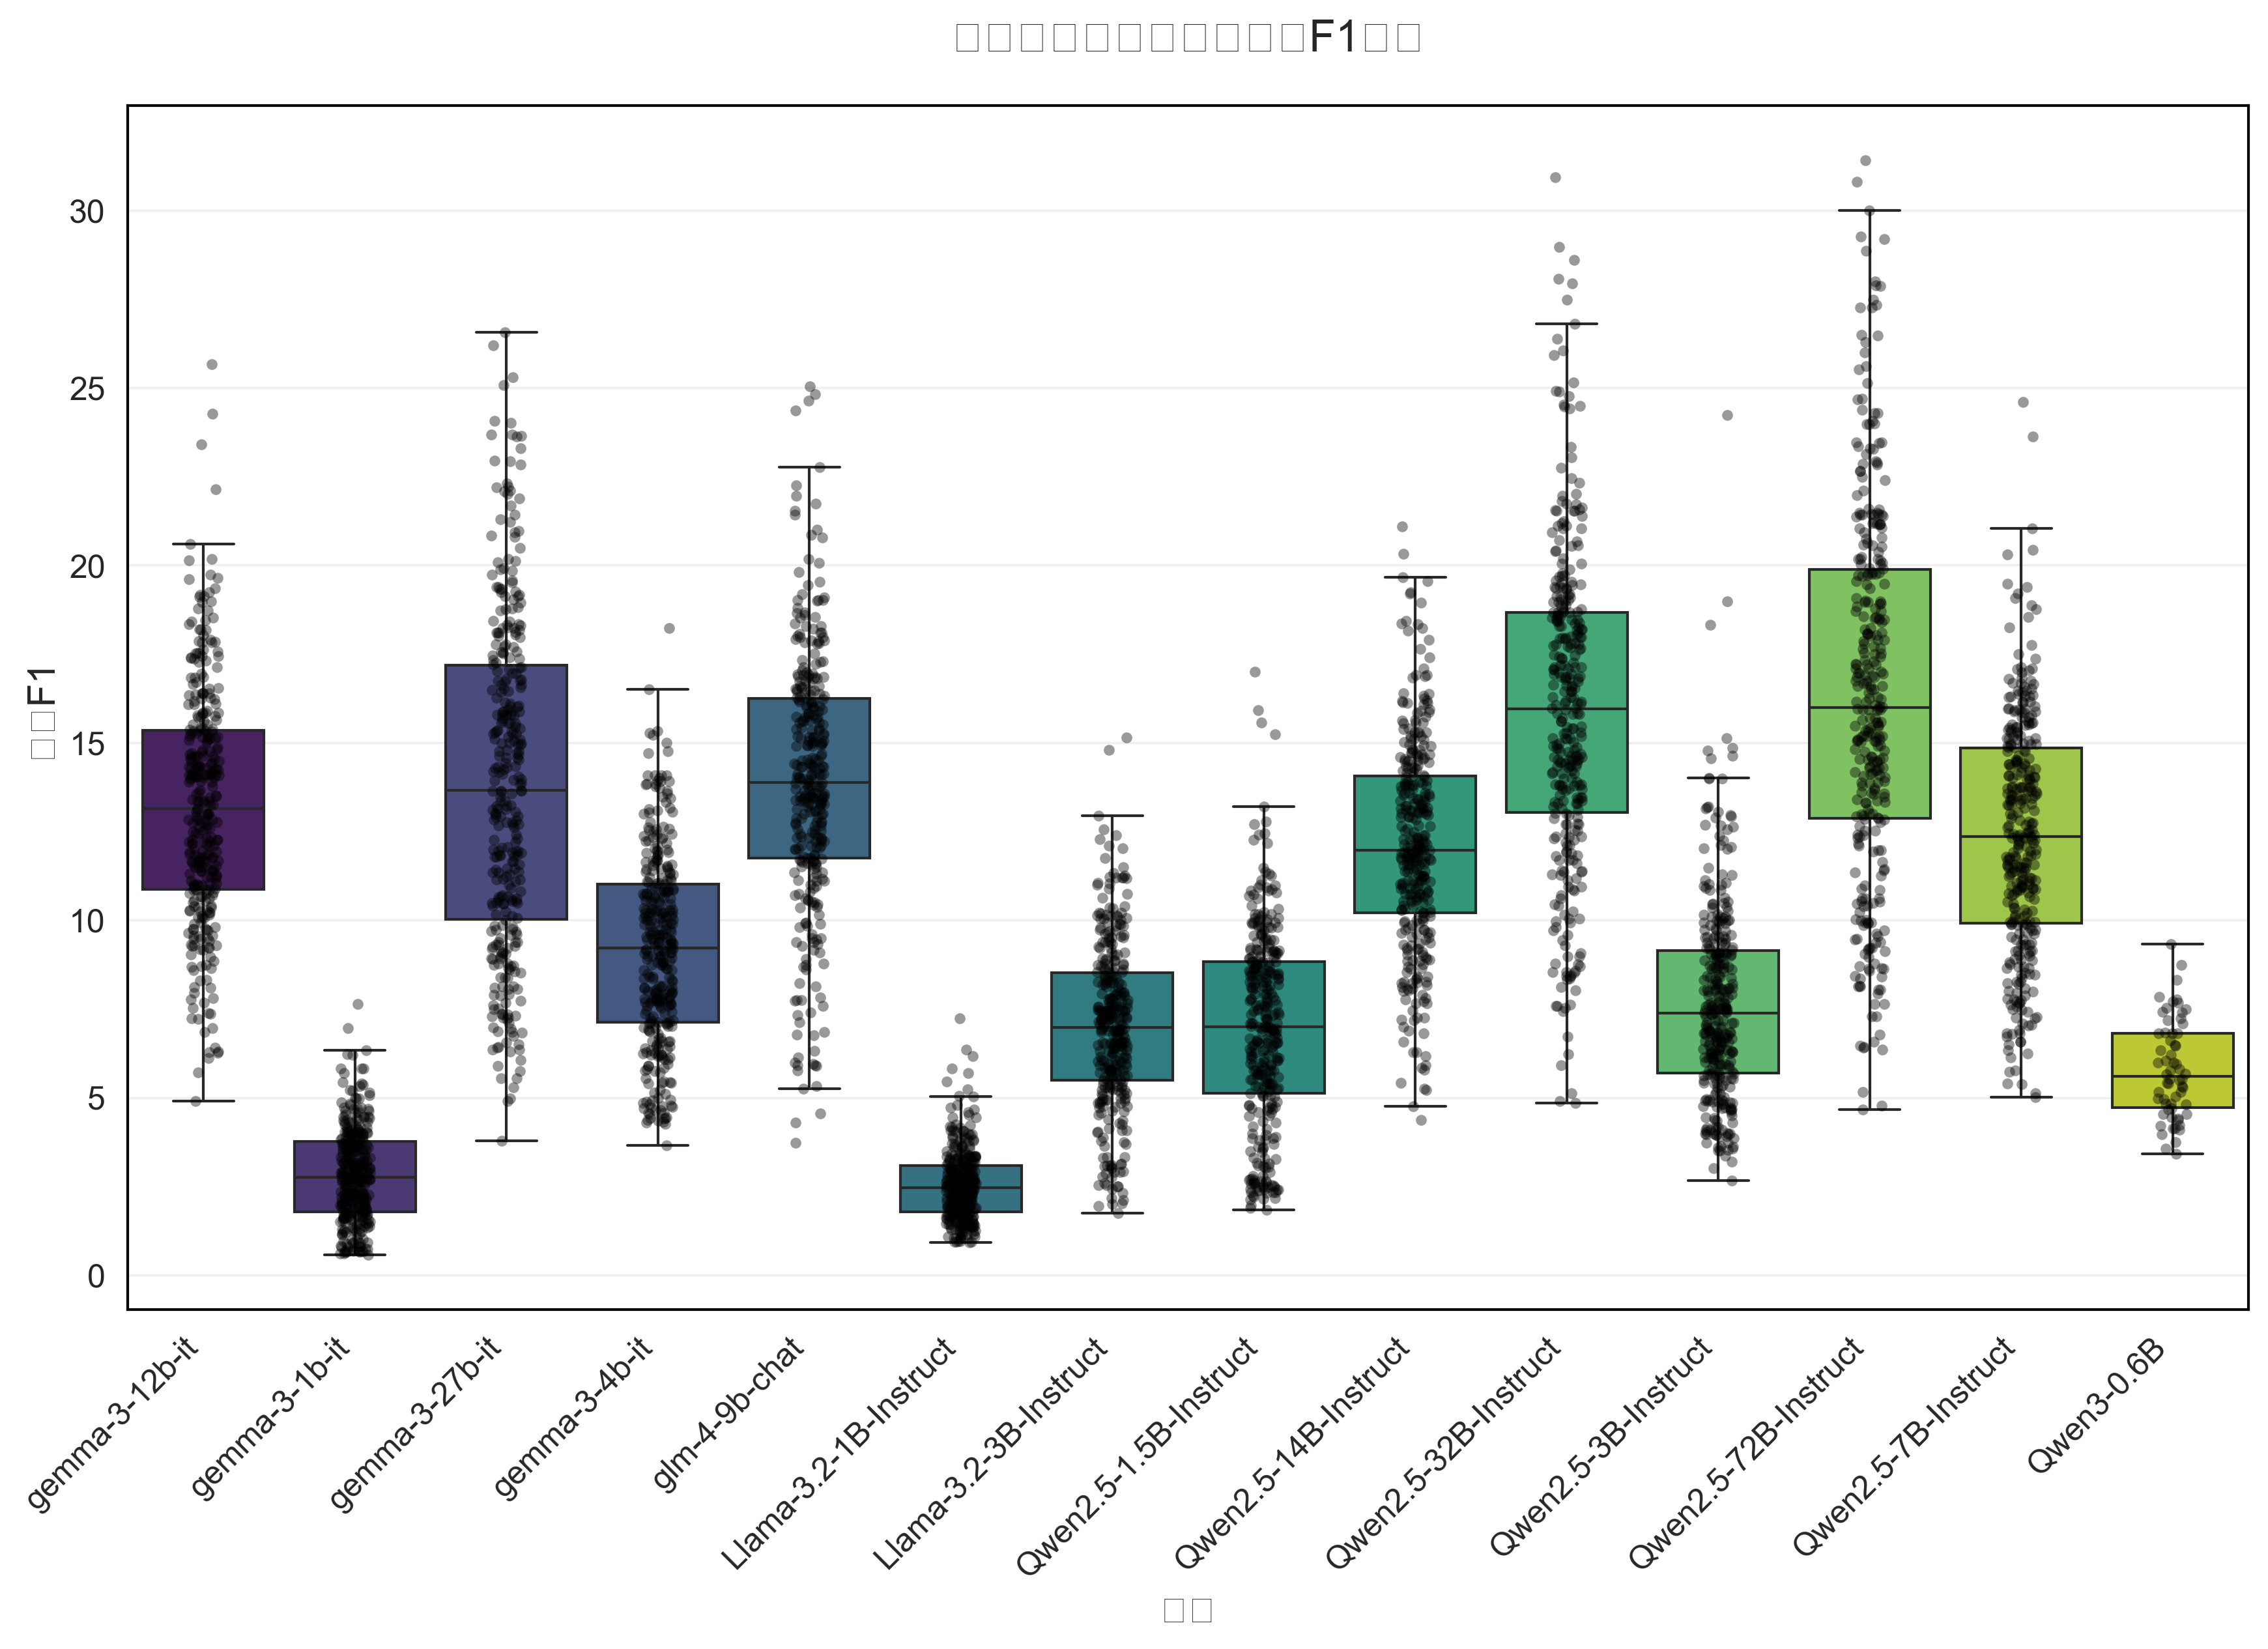 F1
30
25
20
15
10
5
0
F1
gemma-3-12b-it
gemma-3-1b-it
gemma-3-27b-it
gemma-3-4b-it
glm-4-9b-chat
Llama-3.2-1B-Instruct
Llama-3.2-3B-Instruct
Qwen2.5-1.5B-Instruct
Qwen2.5-14B-Instruct
Qwen2.5-32B-Instruct
Qwen2.5-3B-Instruct
Qwen2.5-72B-Instruct
Qwen2.5-7B-Instruct
Qwen3-0.6B